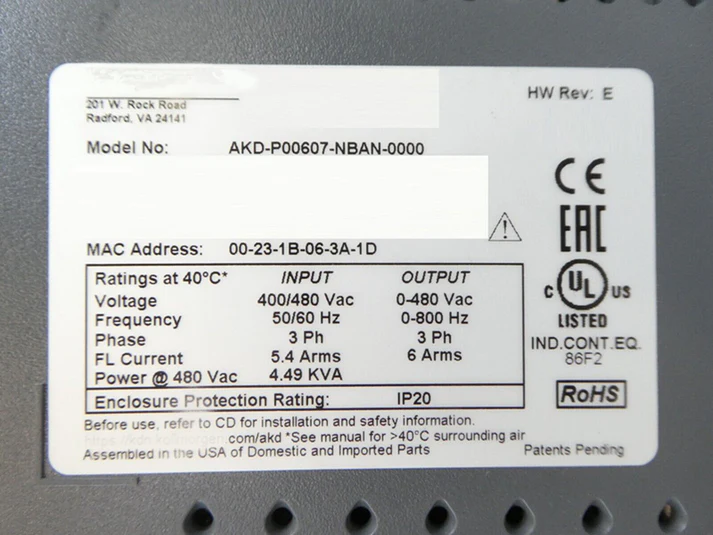 201 W. Rock Road
Radford, VA 24141
HW Rev: E
Model No: AKD-P00607-NBAN-0000
CE
EAC
MAC Address: 00-23-1B-06-3A-1D
Ratings at 40°C* INPUT OUTPUT
Voltage 400/480 Vac 0-480 Vac
Frequency 50/60 Hz 0-800 Hz
Phase 3 Ph 3 Ph
FL Current 5.4 Arms 6 Arms
Power @ 480 Vac 4.49 KVA
Enclosure Protection Rating: IP20
C UL US
LISTED
IND.CONT.EQ.
86F2
RoHS
Before use, refer to CD for installation and safety information.
.com/akd *See manual for >40°C surrounding air
Assembled in the USA of Domestic and Imported Parts
Patents Pending